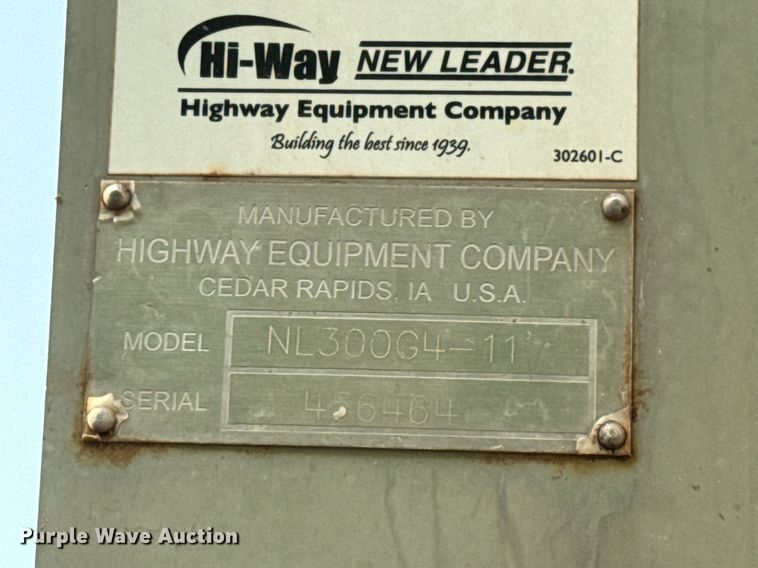 Hi-Way NEW LEADER.
Highway Equipment Company
Building the best since 1939.
302601-C
MANUFACTURED BY
HIGHWAY EQUIPMENT COMPANY
CEDAR RAPIDS, IA U.S.A.
MODEL NL300G4-11'
SERIAL
Purple Wave Auction